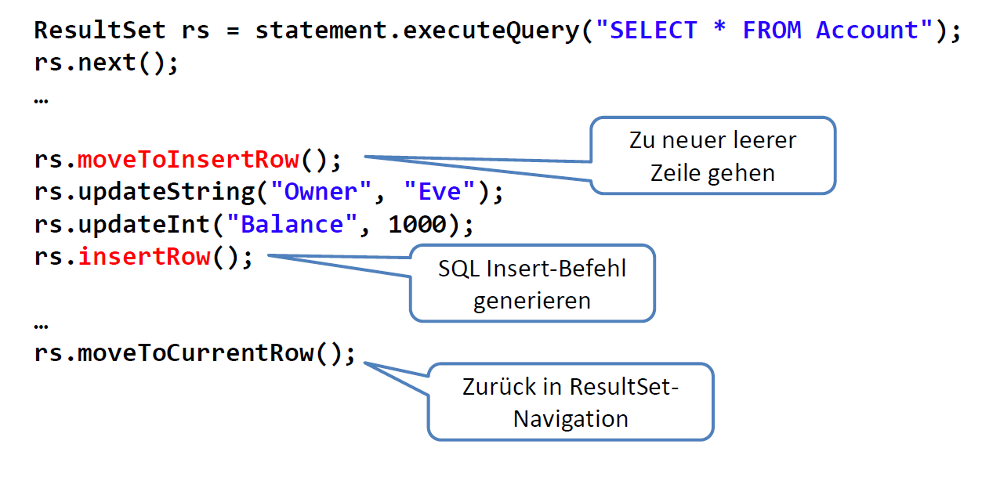 ResultSet rs = statement.executeQuery("SELECT * FROM Account");
rs.next();
…
rs.moveToInsertRow();
Zu neuer leerer
Zeile gehen
rs.updateString("Owner", "Eve");
rs.updateInt("Balance", 1000);
rs.insertRow();
SQL Insert-Befehl
generieren
…
rs.moveToCurrentRow();
Zurück in ResultSet-
Navigation